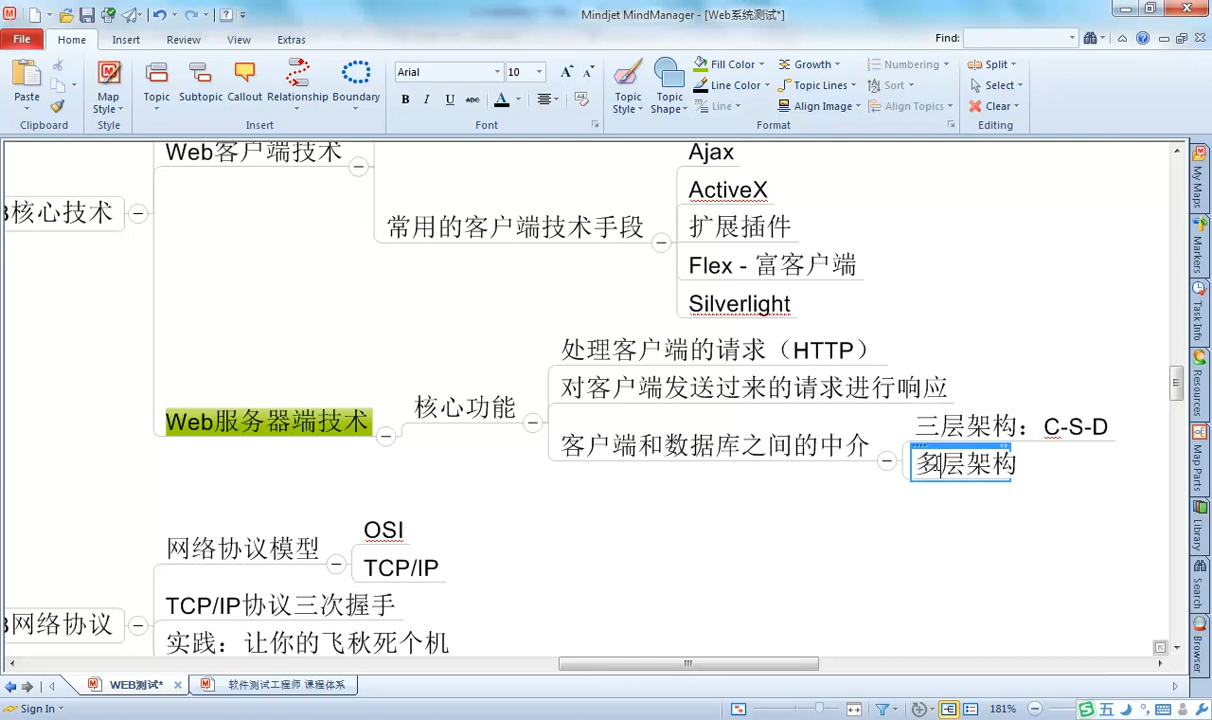 Mindjet MindManager - [Web系统测试*]
File
Home
Insert
Review
View
Extras
Find:
Paste
Map Style
Topic
Subtopic
Callout
Relationship
Boundary
Arial
10
B I U abc A
Topic Style
Topic Shape
Fill Color
Line Color
Line
Growth
Topic Lines
Align Image
Numbering
Sort
Align Topics
Split
Select
Clear
Clipboard
Style
Insert
Font
Format
Editing
Web客户端技术
核心技术
常用的客户端技术手段
Ajax
ActiveX
扩展插件
Flex - 富客户端
Silverlight
Web服务器端技术
核心功能
处理客户端的请求（HTTP）
对客户端发送过来的请求进行响应
客户端和数据库之间的中介
三层架构：C-S-D
多层架构
网络协议
网络协议模型
OSI
TCP/IP
TCP/IP协议三次握手
实践：让你的飞秋死个机
My Maps
Markers
Task Info
Resources
Map Parts
Library
Search
Browser
WEB测试*
软件测试工程师 课程体系
Sign In
181%
五